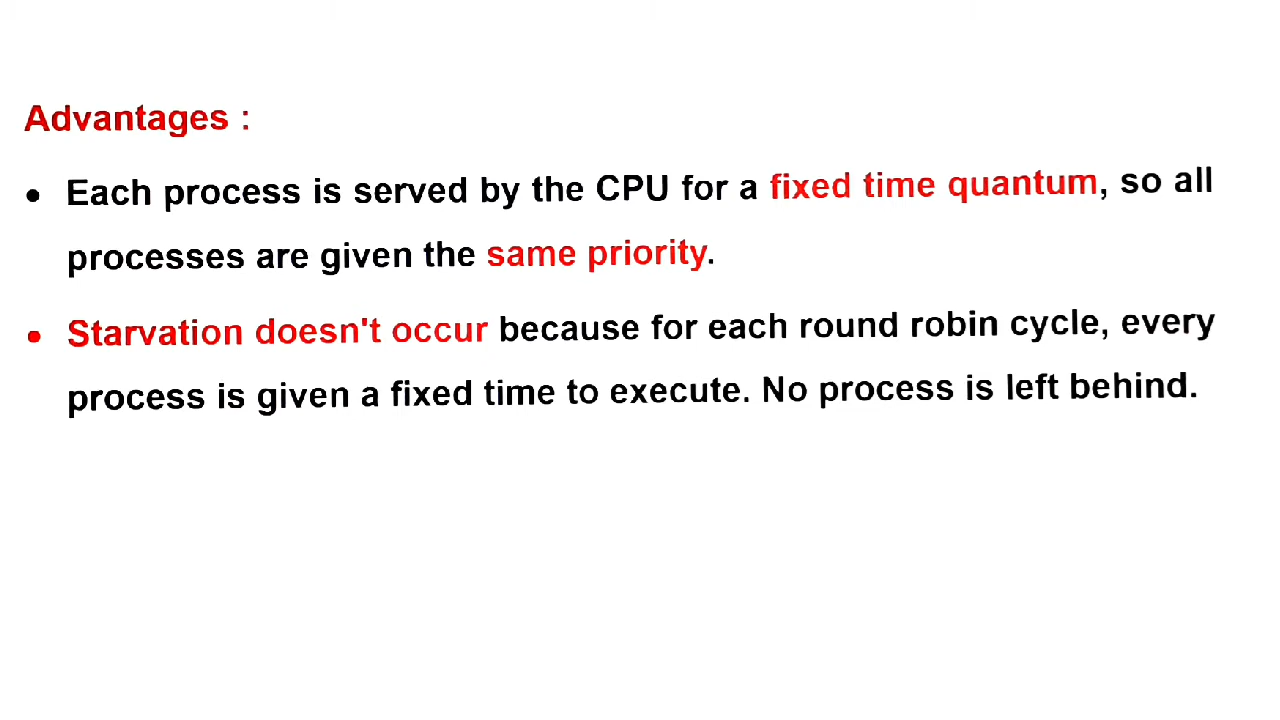 Advantages :
• Each process is served by the CPU for a fixed time quantum, so all
processes are given the same priority.
• Starvation doesn't occur because for each round robin cycle, every
process is given a fixed time to execute. No process is left behind.